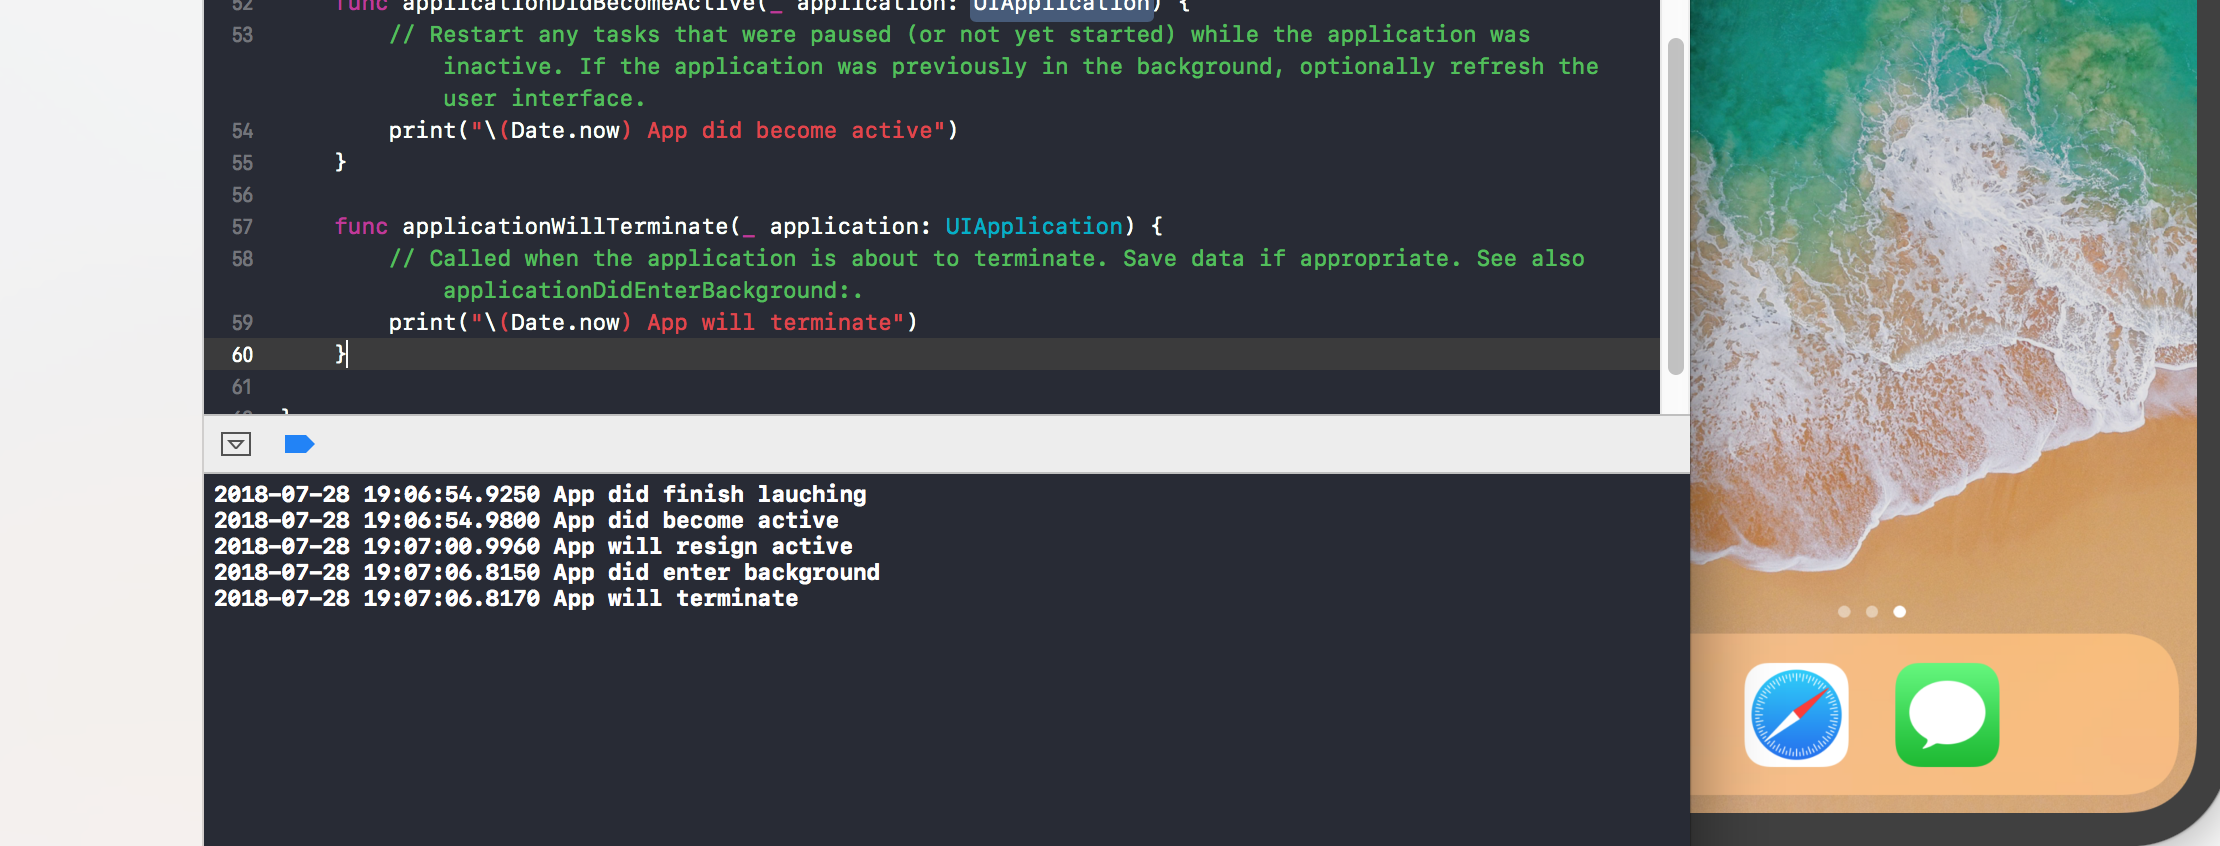 52 func applicationDidBecomeActive(_ application: UIApplication) {
53 // Restart any tasks that were paused (or not yet started) while the application was
inactive. If the application was previously in the background, optionally refresh the
user interface.
54 print("\(Date.now) App did become active")
55 }
56
57 func applicationWillTerminate(_ application: UIApplication) {
58 // Called when the application is about to terminate. Save data if appropriate. See also
applicationDidEnterBackground:.
59 print("\(Date.now) App will terminate")
60 }
61
2018-07-28 19:06:54.9250 App did finish lauching
2018-07-28 19:06:54.9800 App did become active
2018-07-28 19:07:00.9960 App will resign active
2018-07-28 19:07:06.8150 App did enter background
2018-07-28 19:07:06.8170 App will terminate